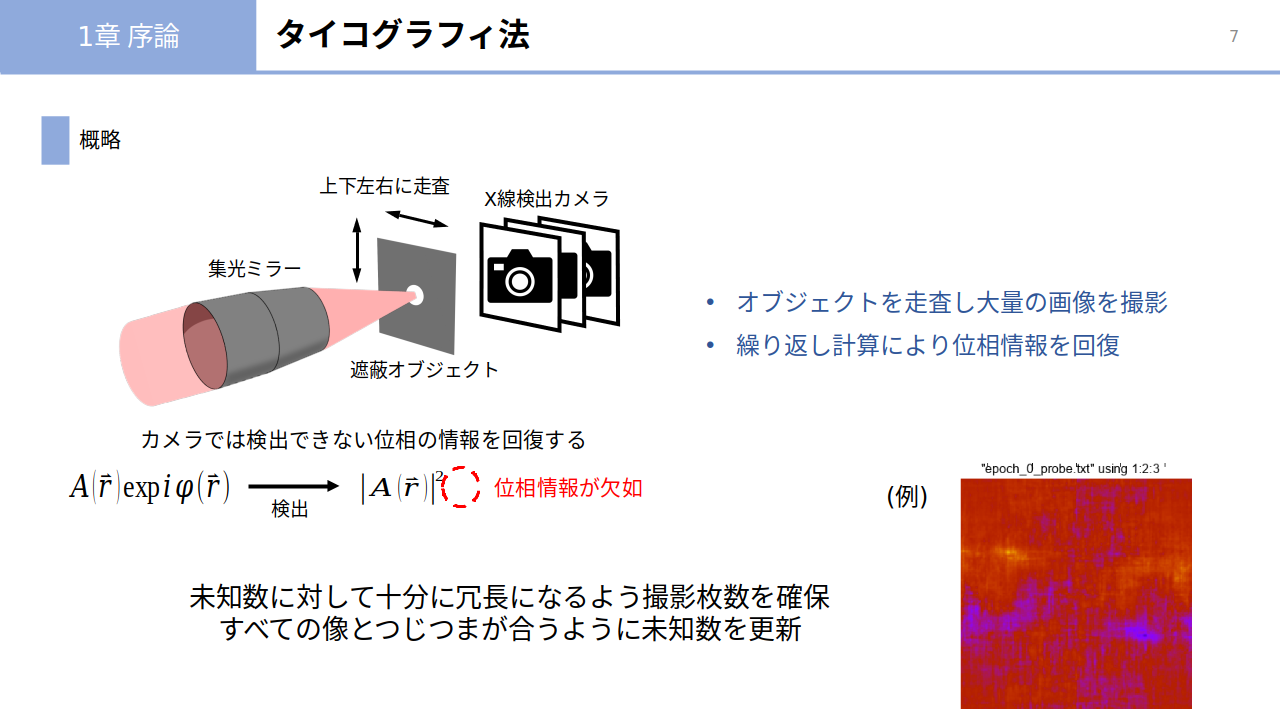 1章 序論
タイコグラフィ法
7
概略
上下左右に走査
X線検出カメラ
集光ミラー
遮蔽オブジェクト
• オブジェクトを走査し大量の画像を撮影
• 繰り返し計算により位相情報を回復
カメラでは検出できない位相の情報を回復する
A(r⃗)exp i φ(r⃗)
検出
|A(r⃗)|²
位相情報が欠如
(例)
"epoch_0_probe.txt" using 1:2:3
未知数に対して十分に冗長になるよう撮影枚数を確保
すべての像とつじつまが合うように未知数を更新